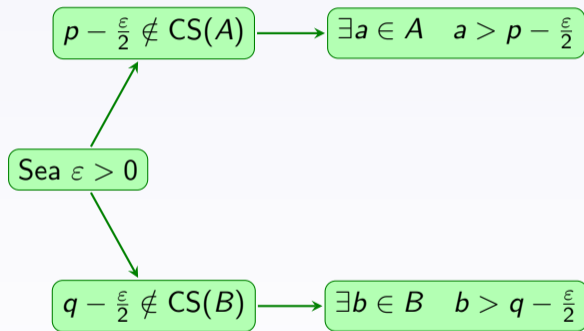 p − ε/2 ∉ CS(A)
∃a ∈ A a > p − ε/2
Sea ε > 0
q − ε/2 ∉ CS(B)
∃b ∈ B b > q − ε/2